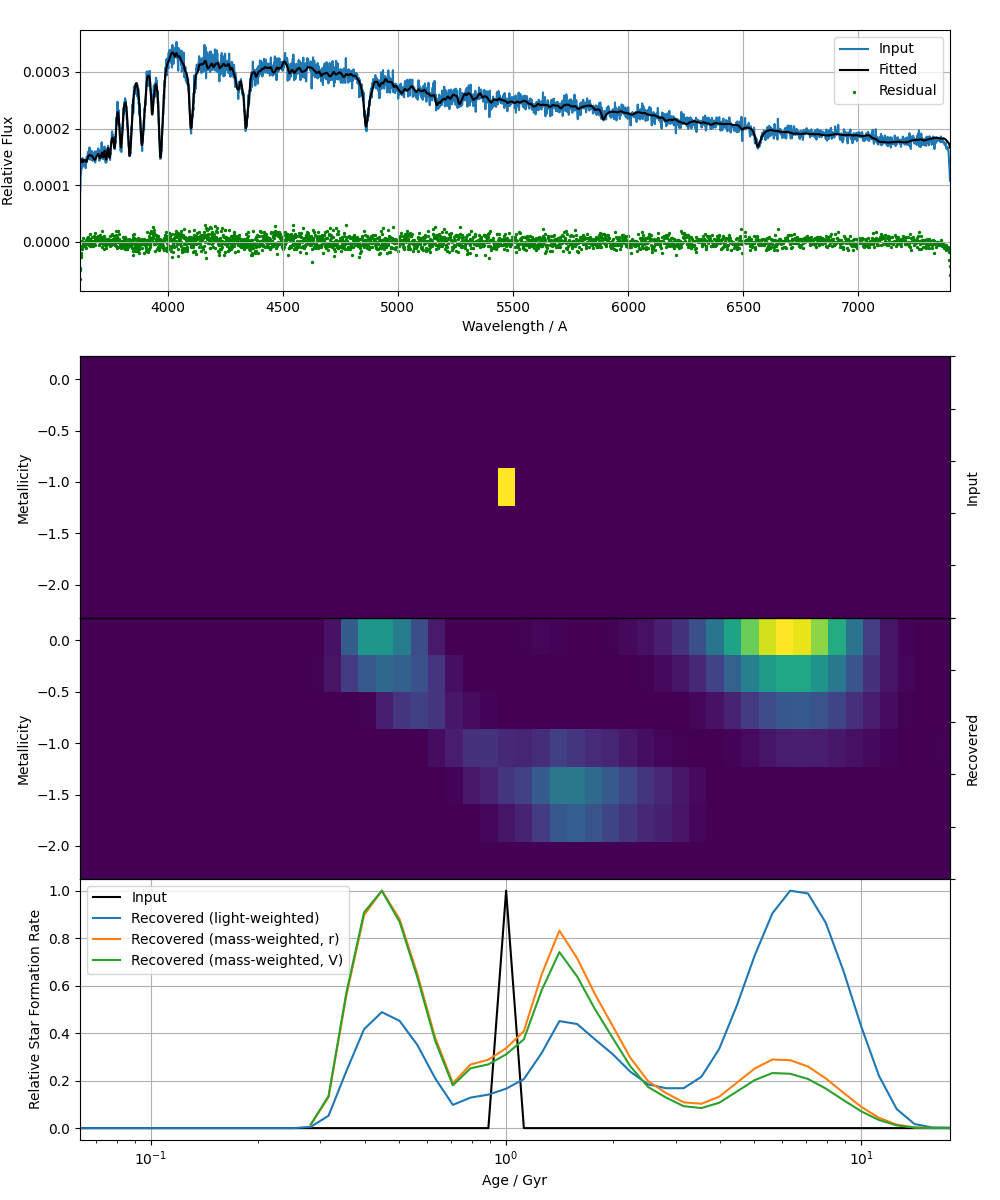 Relative Flux
0.0003
0.0002
0.0001
0.0000
Input
Fitted
Residual
4000 4500 5000 5500 6000 6500 7000
Wavelength / A
Metallicity
0.0
−0.5
−1.0
−1.5
−2.0
Input
Metallicity
0.0
−0.5
−1.0
−1.5
−2.0
Recovered
Relative Star Formation Rate
1.0
0.8
0.6
0.4
0.2
0.0
Input
Recovered (light-weighted)
Recovered (mass-weighted, r)
Recovered (mass-weighted, V)
10⁻¹ 10⁰ 10¹
Age / Gyr